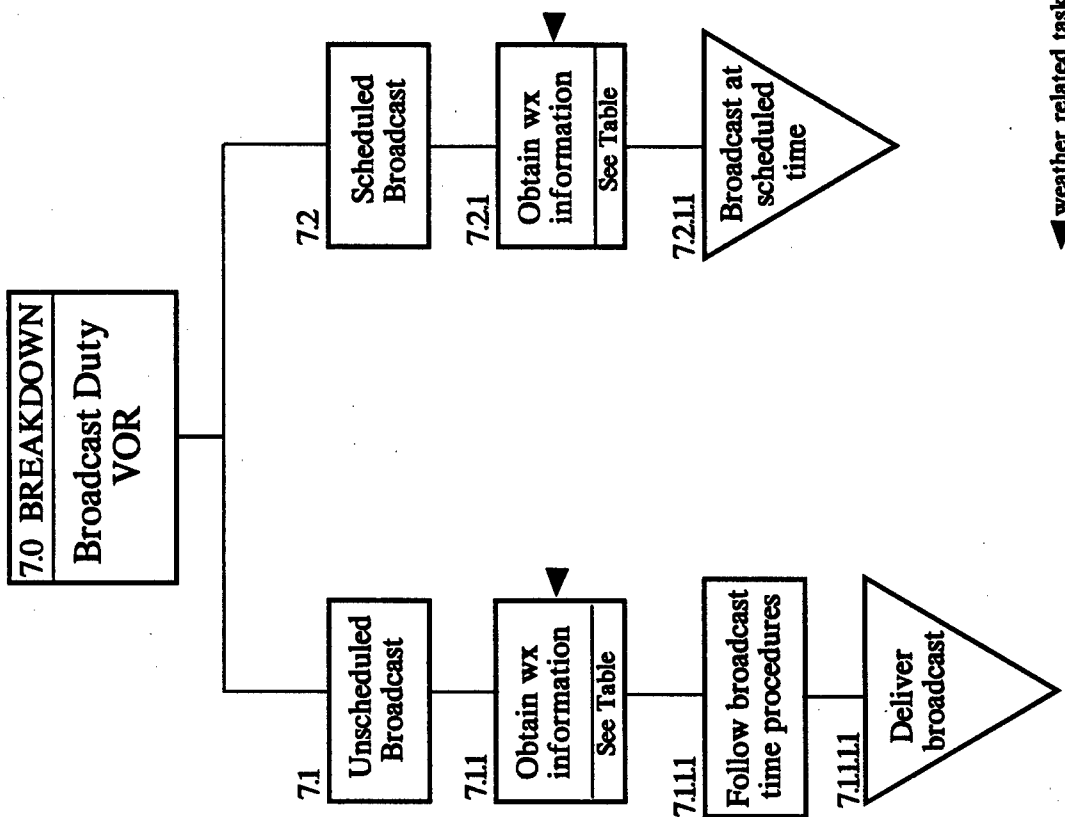 7.0 BREAKDOWN
Broadcast Duty
VOR
7.1
Unscheduled
Broadcast
7.1.1
Obtain wx
information
See Table
7.1.1.1
Follow broadcast
time procedures
7.1.1.1.1
Deliver
broadcast
7.2
Scheduled
Broadcast
7.2.1
Obtain wx
information
See Table
7.2.1.1
Broadcast at
scheduled
time
weather related task